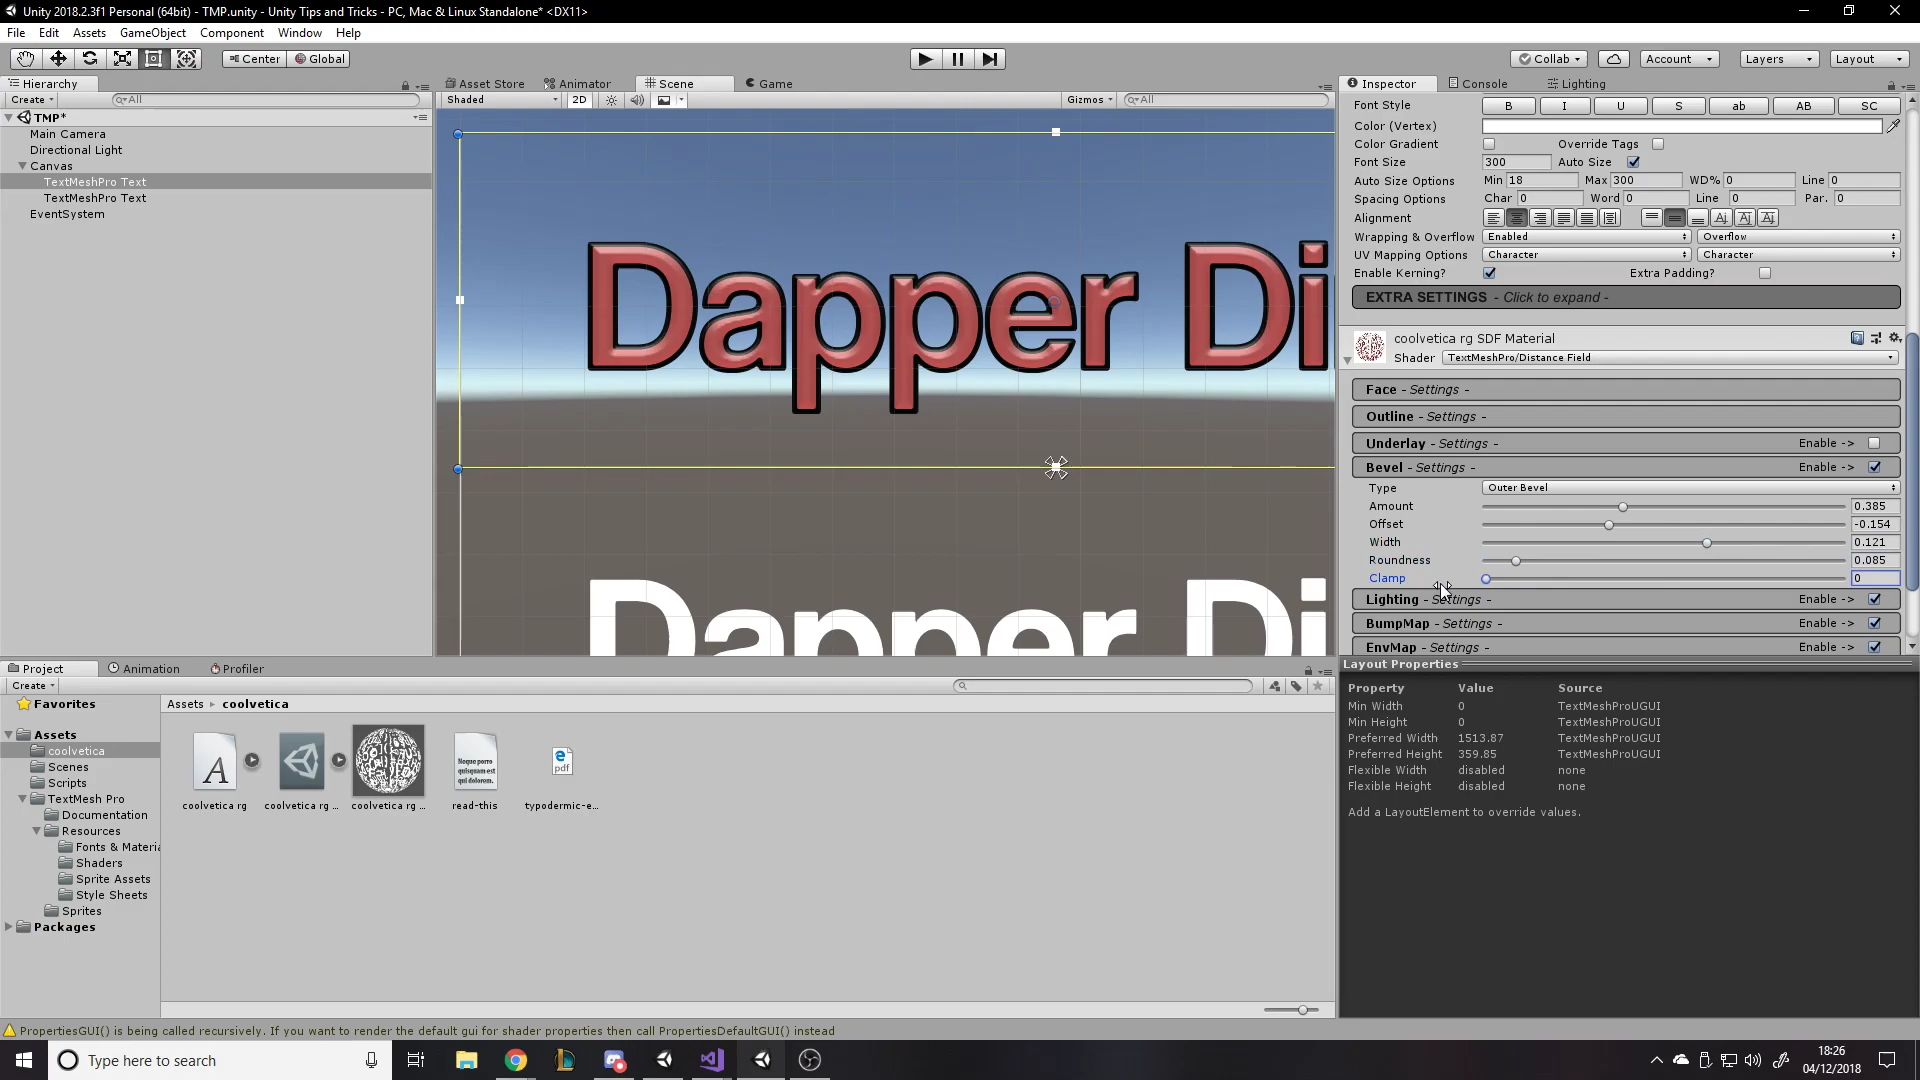 Unity 2018.2.3f1 Personal (64bit) - TMP.unity - Unity Tips and Tricks - PC, Mac & Linux Standalone* <DX11>
File Edit Assets GameObject Component Window Help
Center Global Collab Account Layers Layout
Hierarchy
Create All
TMP*
Main Camera
Directional Light
Canvas
TextMeshPro Text
TextMeshPro Text
EventSystem
Asset Store Animator Scene Game
Shaded 2D Gizmos All
Dapper Di
Dapper Di
Inspector Console Lighting
Font Style B I U S ab AB SC
Color (Vertex)
Color Gradient Override Tags
Font Size 300 Auto Size
Auto Size Options Min 18 Max 300 WD% 0 Line 0
Spacing Options Char 0 Word 0 Line 0 Par. 0
Alignment
Wrapping & Overflow Enabled Overflow
UV Mapping Options Character Character
Enable Kerning? Extra Padding?
EXTRA SETTINGS - Click to expand -
coolvetica rg SDF Material
Shader TextMeshPro/Distance Field
Face - Settings -
Outline - Settings -
Underlay - Settings - Enable ->
Bevel - Settings - Enable ->
Type Outer Bevel
Amount 0.385
Offset -0.154
Width 0.121
Roundness 0.085
Clamp 0
Lighting - Settings - Enable ->
BumpMap - Settings - Enable ->
EnvMap - Settings - Enable ->
Layout Properties
Property Value Source
Min Width 0 TextMeshProUGUI
Min Height 0 TextMeshProUGUI
Preferred Width 1513.87 TextMeshProUGUI
Preferred Height 359.85 TextMeshProUGUI
Flexible Width disabled none
Flexible Height disabled none
Add a LayoutElement to override values.
Project Animation Profiler
Create
Favorites
Assets
coolvetica
Scenes
Scripts
TextMesh Pro
Documentation
Resources
Fonts & Materia
Shaders
Sprite Assets
Style Sheets
Sprites
Packages
Assets coolvetica
A
Neque porro
quisquam est
qui dolorem.
pdf
coolvetica rg coolvetica rg ... coolvetica rg ... read-this typodermic-e...
PropertiesGUI() is being called recursively. If you want to render the default gui for shader properties then call PropertiesDefaultGUI() instead
Type here to search
18:26
04/12/2018